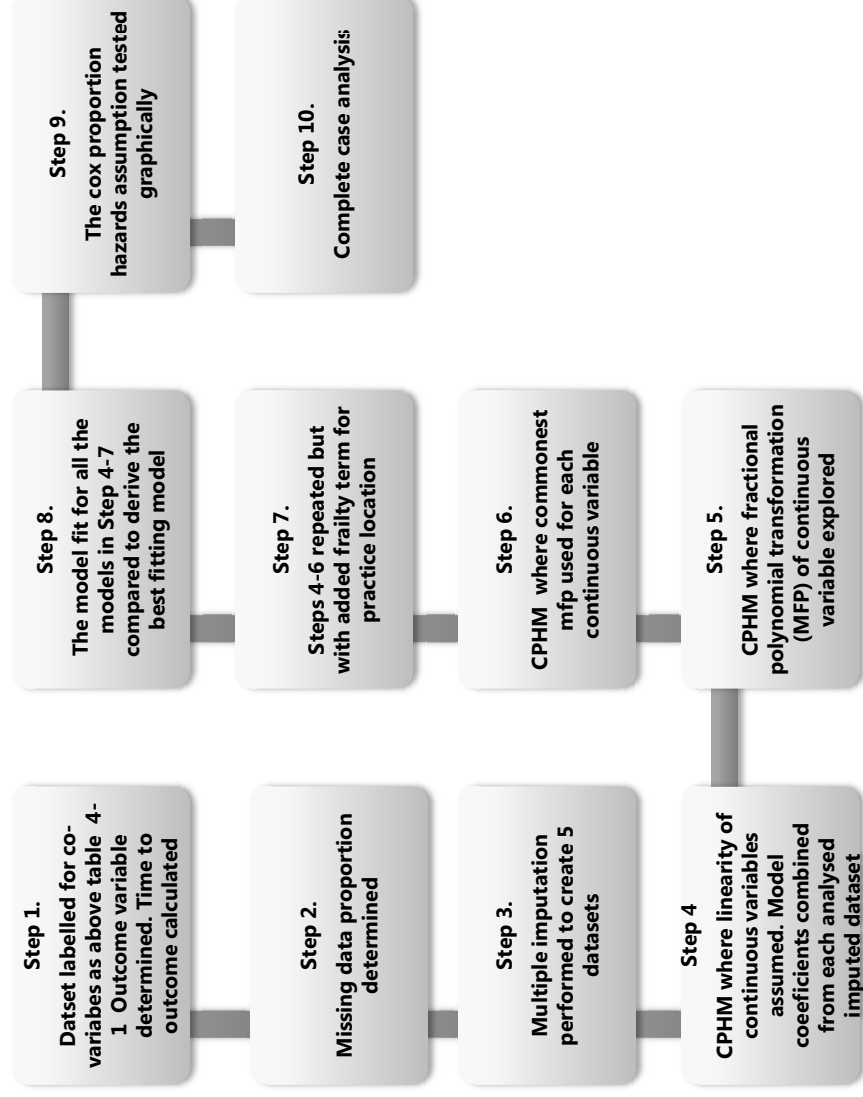 Step 1.
Datset labelled for co-
variabes as above table 4-
1 Outcome variable
determined. Time to
outcome calculated
Step 2.
Missing data proportion
determined
Step 3.
Multiple imputation
performed to create 5
datasets
Step 4
CPHM where linearity of
continuous variables
assumed. Model
coeeficients combined
from each analysed
imputed dataset
Step 5.
CPHM where fractional
polynomial transformation
(MFP) of continuous
variable explored
Step 6.
CPHM where commonest
mfp used for each
continuous variable
Step 7.
Steps 4-6 repeated but
with added frailty term for
practice location
Step 8.
The model fit for all the
models in Step 4-7
compared to derive the
best fitting model
Step 9.
The cox proportion
hazards assumption tested
graphically
Step 10.
Complete case analysis